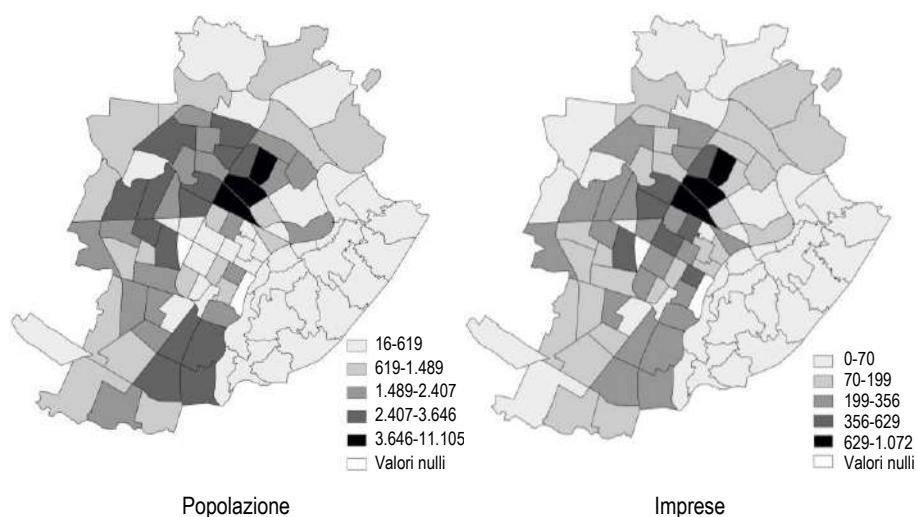 16-619
619-1.489
1.489-2.407
2.407-3.646
3.646-11.105
Valori nulli
Popolazione
0-70
70-199
199-356
356-629
629-1.072
Valori nulli
Imprese